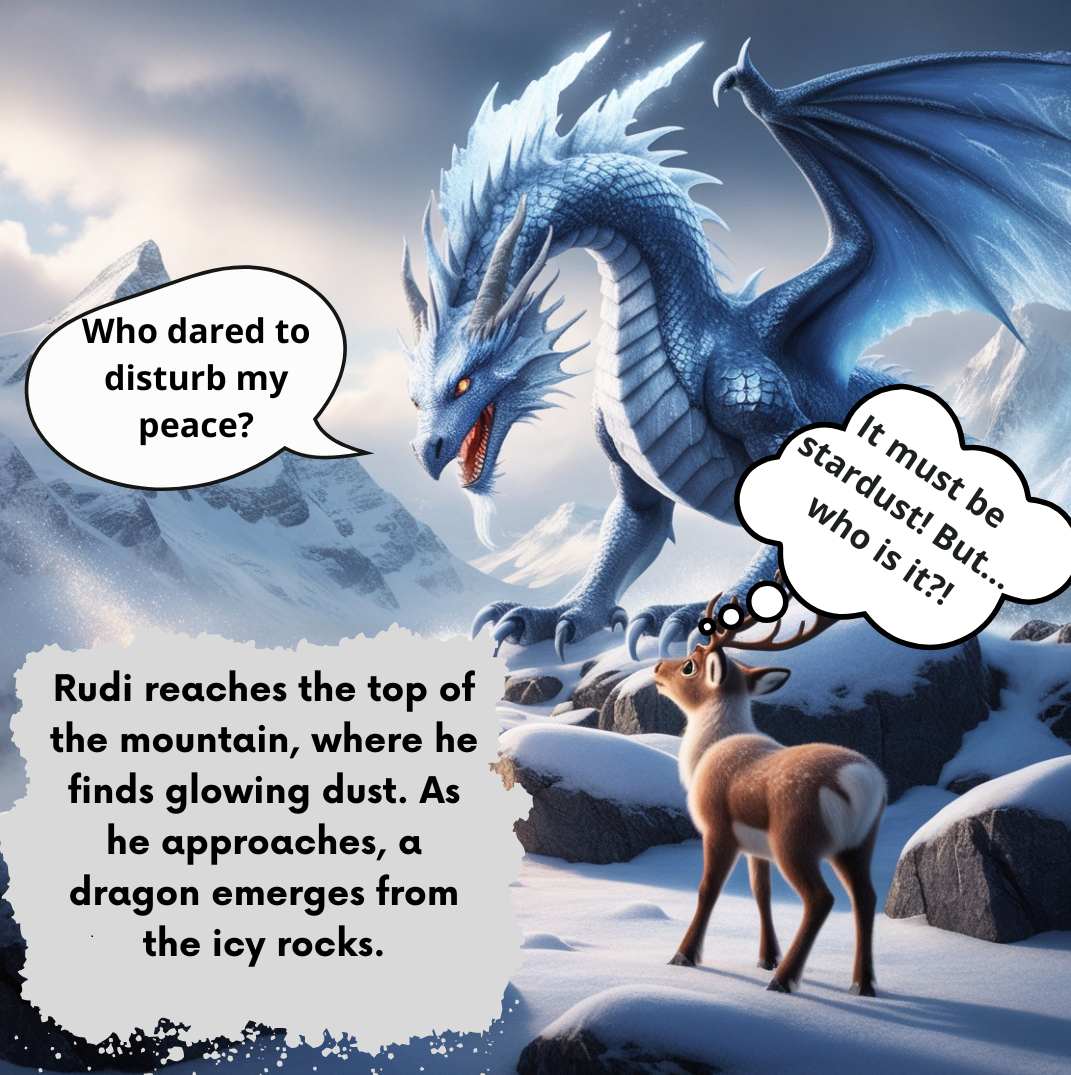 Who dared to
disturb my
peace?
It must be
stardust! But...
who is it?!
Rudi reaches the top of
the mountain, where he
finds glowing dust. As
he approaches, a
dragon emerges from
the icy rocks.